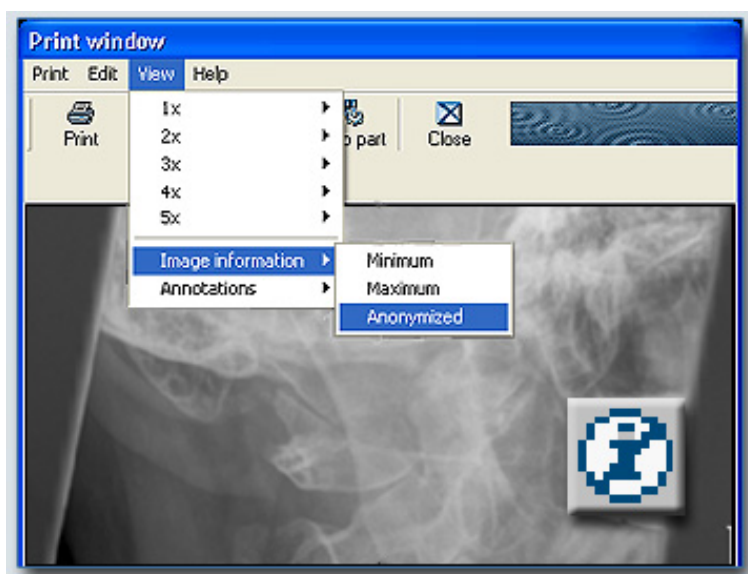 Print window
Print Edit View Help
Print
part
Close
1x
2x
3x
4x
5x
Image information
Annotations
Minimum
Maximum
Anonymized